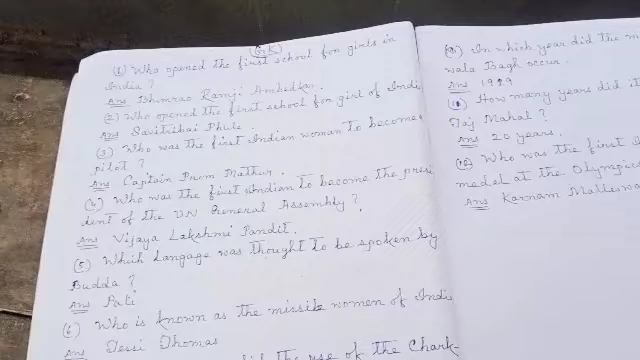 (GK)
(1) Who opened the first school for girls in
India ?
Ans Bhimrao Ramji Ambedkar.
(2) Who opened the first school for girl of India
Ans Savitibai Phule.
(3) Who was the first Indian woman to become a
pilot ?
Ans Captain Prem Mathur.
(4) Who was the first Indian to become the presi
dent of the UN General Assembly ?
Ans Vijaya Lakshmi Pandit.
(5) Which Langage was thought to be spoken by
Budda ?
Ans Pati
(6) Who is known as the missile women of India
Ans Tessi Thomas
the use of the Chark-
In which year did the
wala Bagh occur.
Ans 1919
How many years did it
Taj Mahal ?
Ans 20 years.
Who was the first
medel at the Olympics
Ans Karnam Malleswa